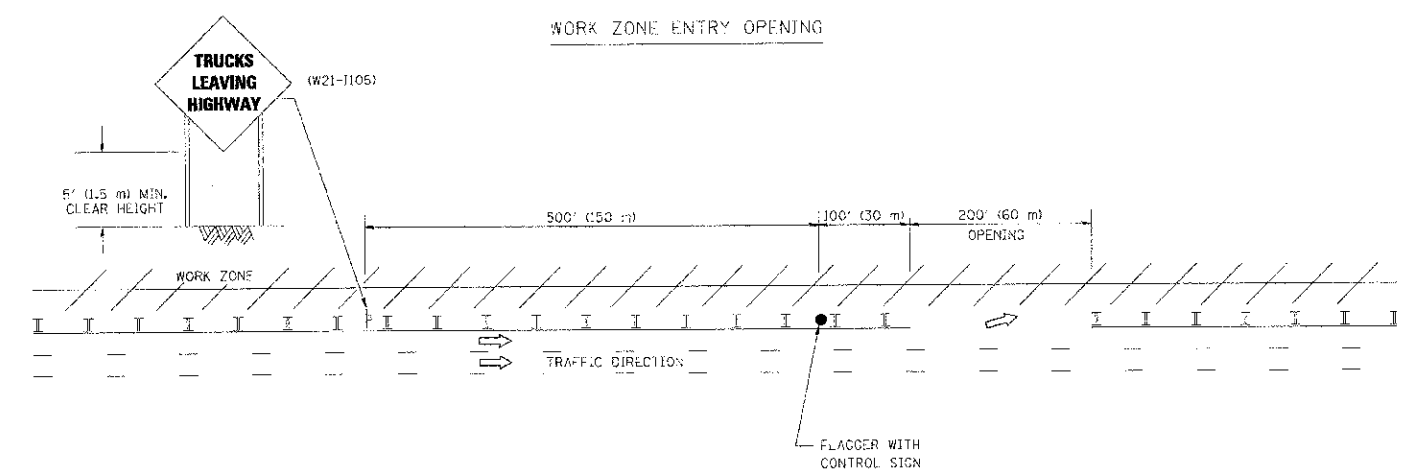 WORK ZONE ENTRY OPENING
TRUCKS
LEAVING
HIGHWAY
(W21-I105)
5' (1.5 m) MIN.
CLEAR HEIGHT
500' (150 m)
100' (30 m)
200' (60 m)
OPENING
WORK ZONE
TRAFFIC DIRECTION
FLAGGER WITH
CONTROL SIGN